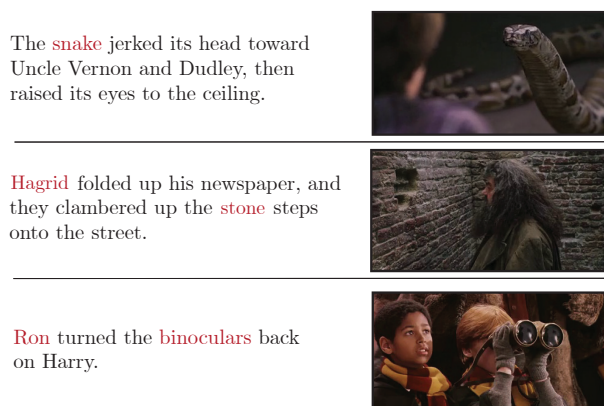 The snake jerked its head toward
Uncle Vernon and Dudley, then
raised its eyes to the ceiling.
Hagrid folded up his newspaper, and
they clambered up the stone steps
onto the street.
Ron turned the binoculars back
on Harry.